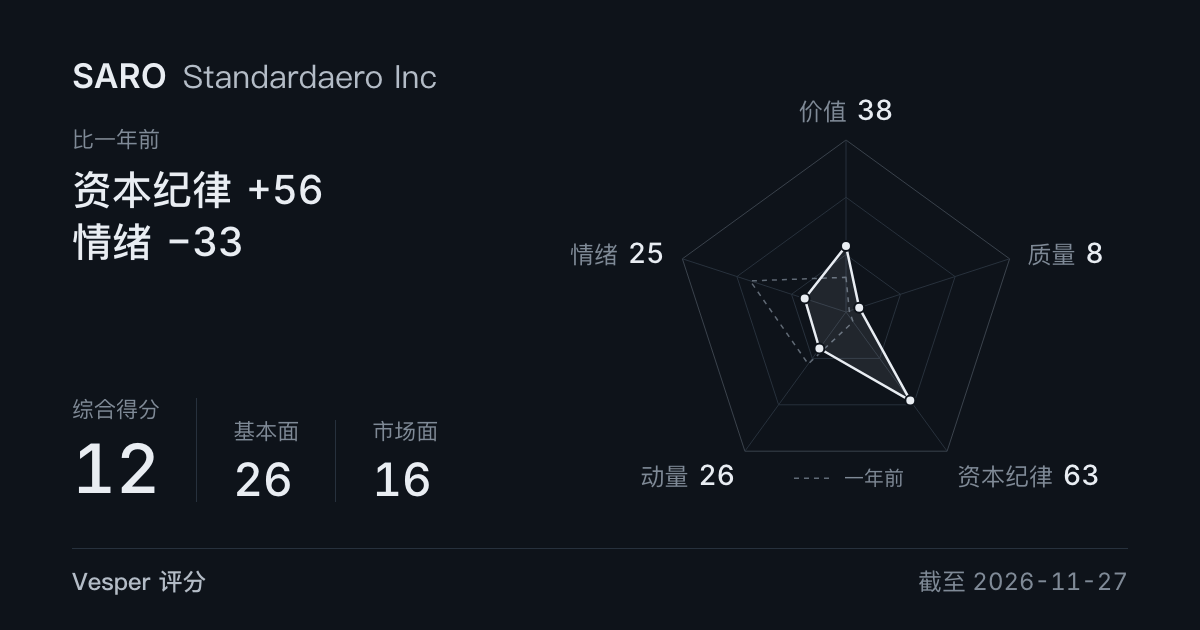 SARO Standardaero Inc
比一年前
资本纪律 +56
情绪 −33
综合得分
12
基本面
26
市场面
16
价值 38
质量 8
资本纪律 63
动量 26
情绪 25
一年前
Vesper 评分
截至 2026-11-27